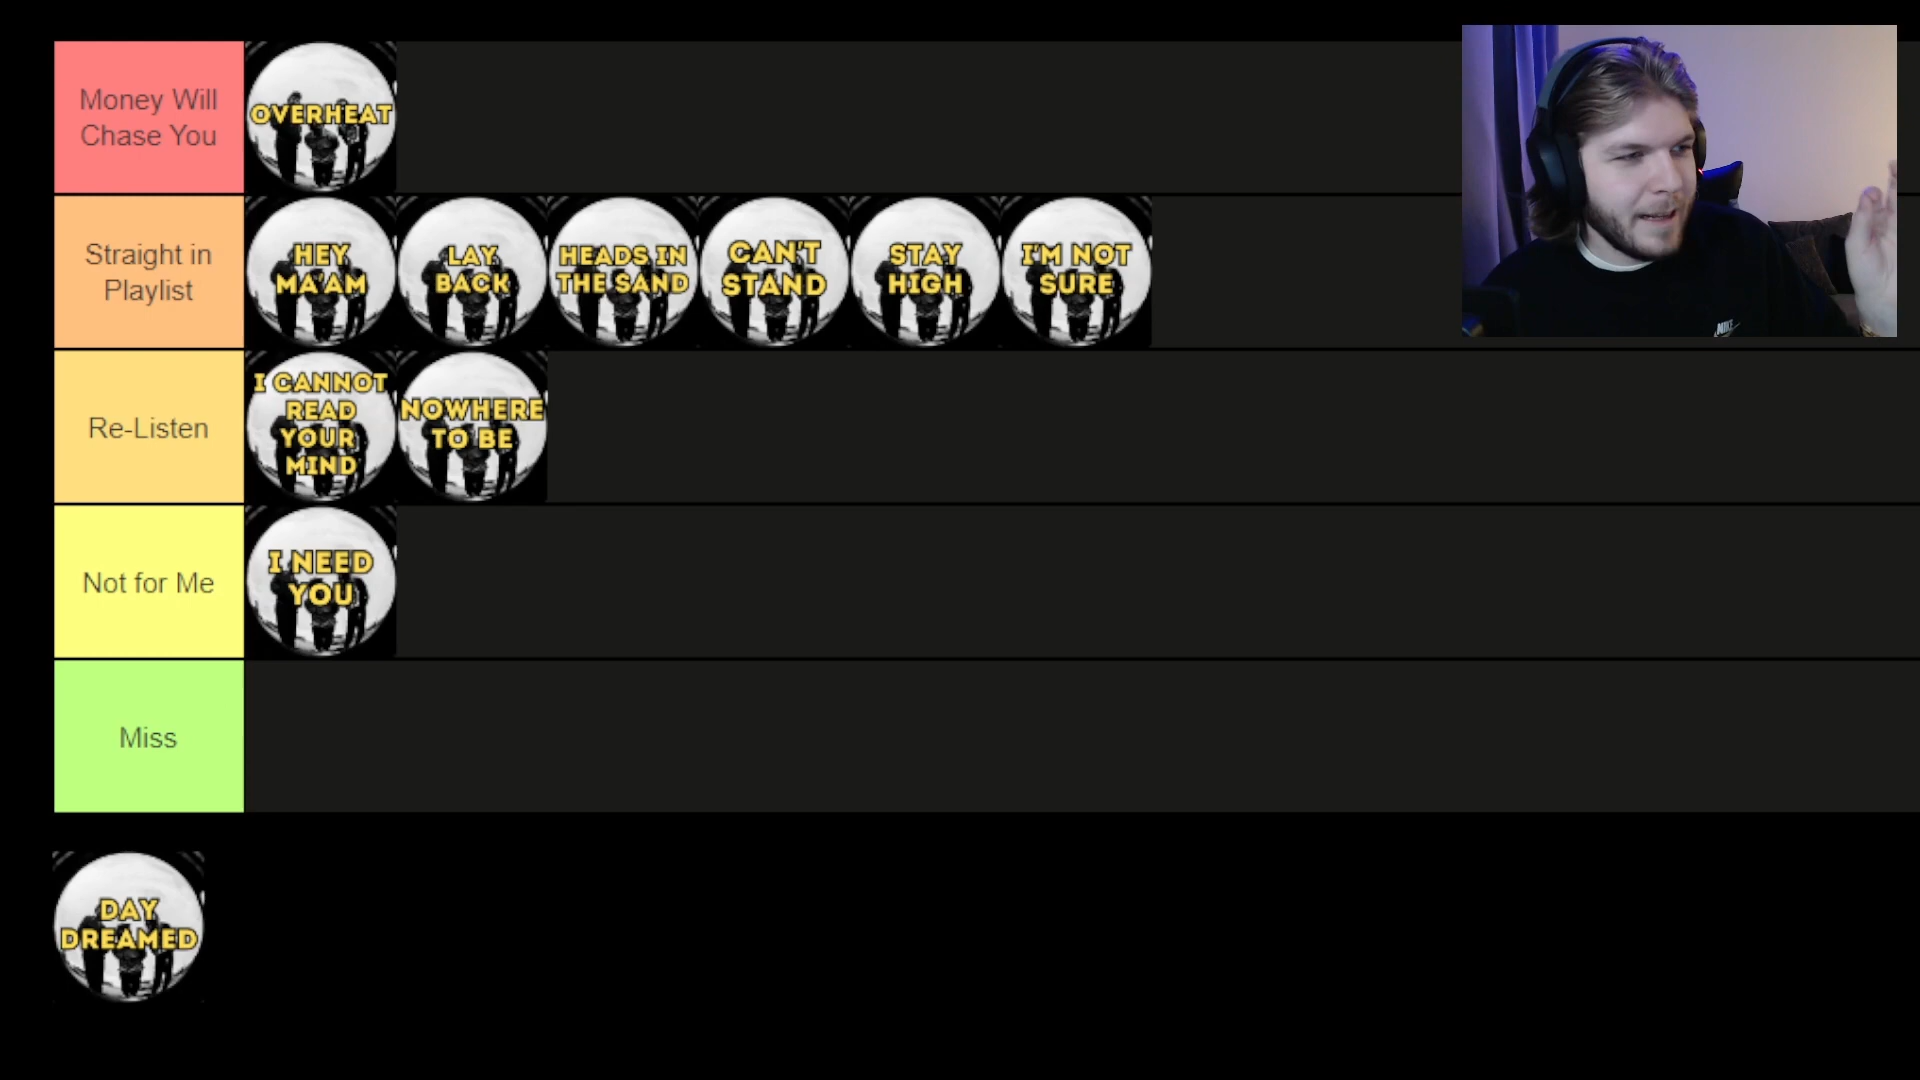 Money Will
Chase You
OVERHEAT
Straight in
Playlist
HEY
MA'AM
LAY
BACK
HEADS IN
THE SAND
CAN'T
STAND
STAY
HIGH
I'M NOT
SURE
Re-Listen
I CANNOT
READ
YOUR
MIND
NOWHERE
TO BE
Not for Me
I NEED
YOU
Miss
DAY
DREAMED
NIKE